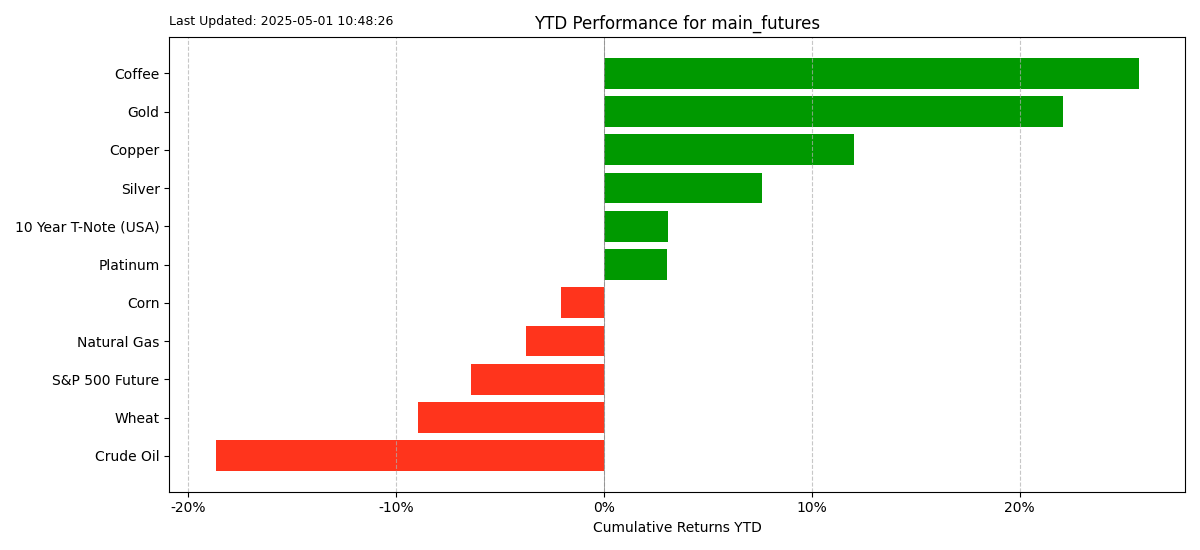 Last Updated: 2025-05-01 10:48:26
YTD Performance for main_futures
Coffee
Gold
Copper
Silver
10 Year T-Note (USA)
Platinum
Corn
Natural Gas
S&P 500 Future
Wheat
Crude Oil
-20% -10% 0% 10% 20%
Cumulative Returns YTD